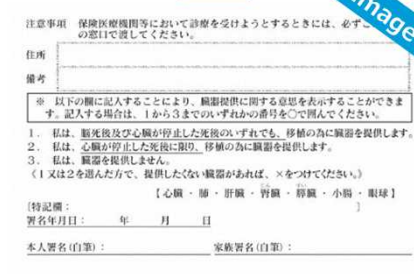 mage
注意事項　保険医療機関等において診療を受けようとするときには、必ず
の窓口で渡してください。
住所
備考
※　以下の欄に記入することにより、臓器提供に関する意思を表示することができま
す。記入する場合は、1から3までのいずれかの番号を○で囲んでください。
1．私は、脳死後及び心臓が停止した死後のいずれでも、移植の為に臓器を提供します。
2．私は、心臓が停止した死後に限り、移植の為に臓器を提供します。
3．私は、臓器を提供しません。
《1又は2を選んだ方で、提供したくない臓器があれば、×をつけてください。》
【心臓・肺・肝臓・腎臓・膵臓・小腸・眼球】
［特記欄：　］
署名年月日：　年　月　日
本人署名(自筆)：　家族署名(自筆)：